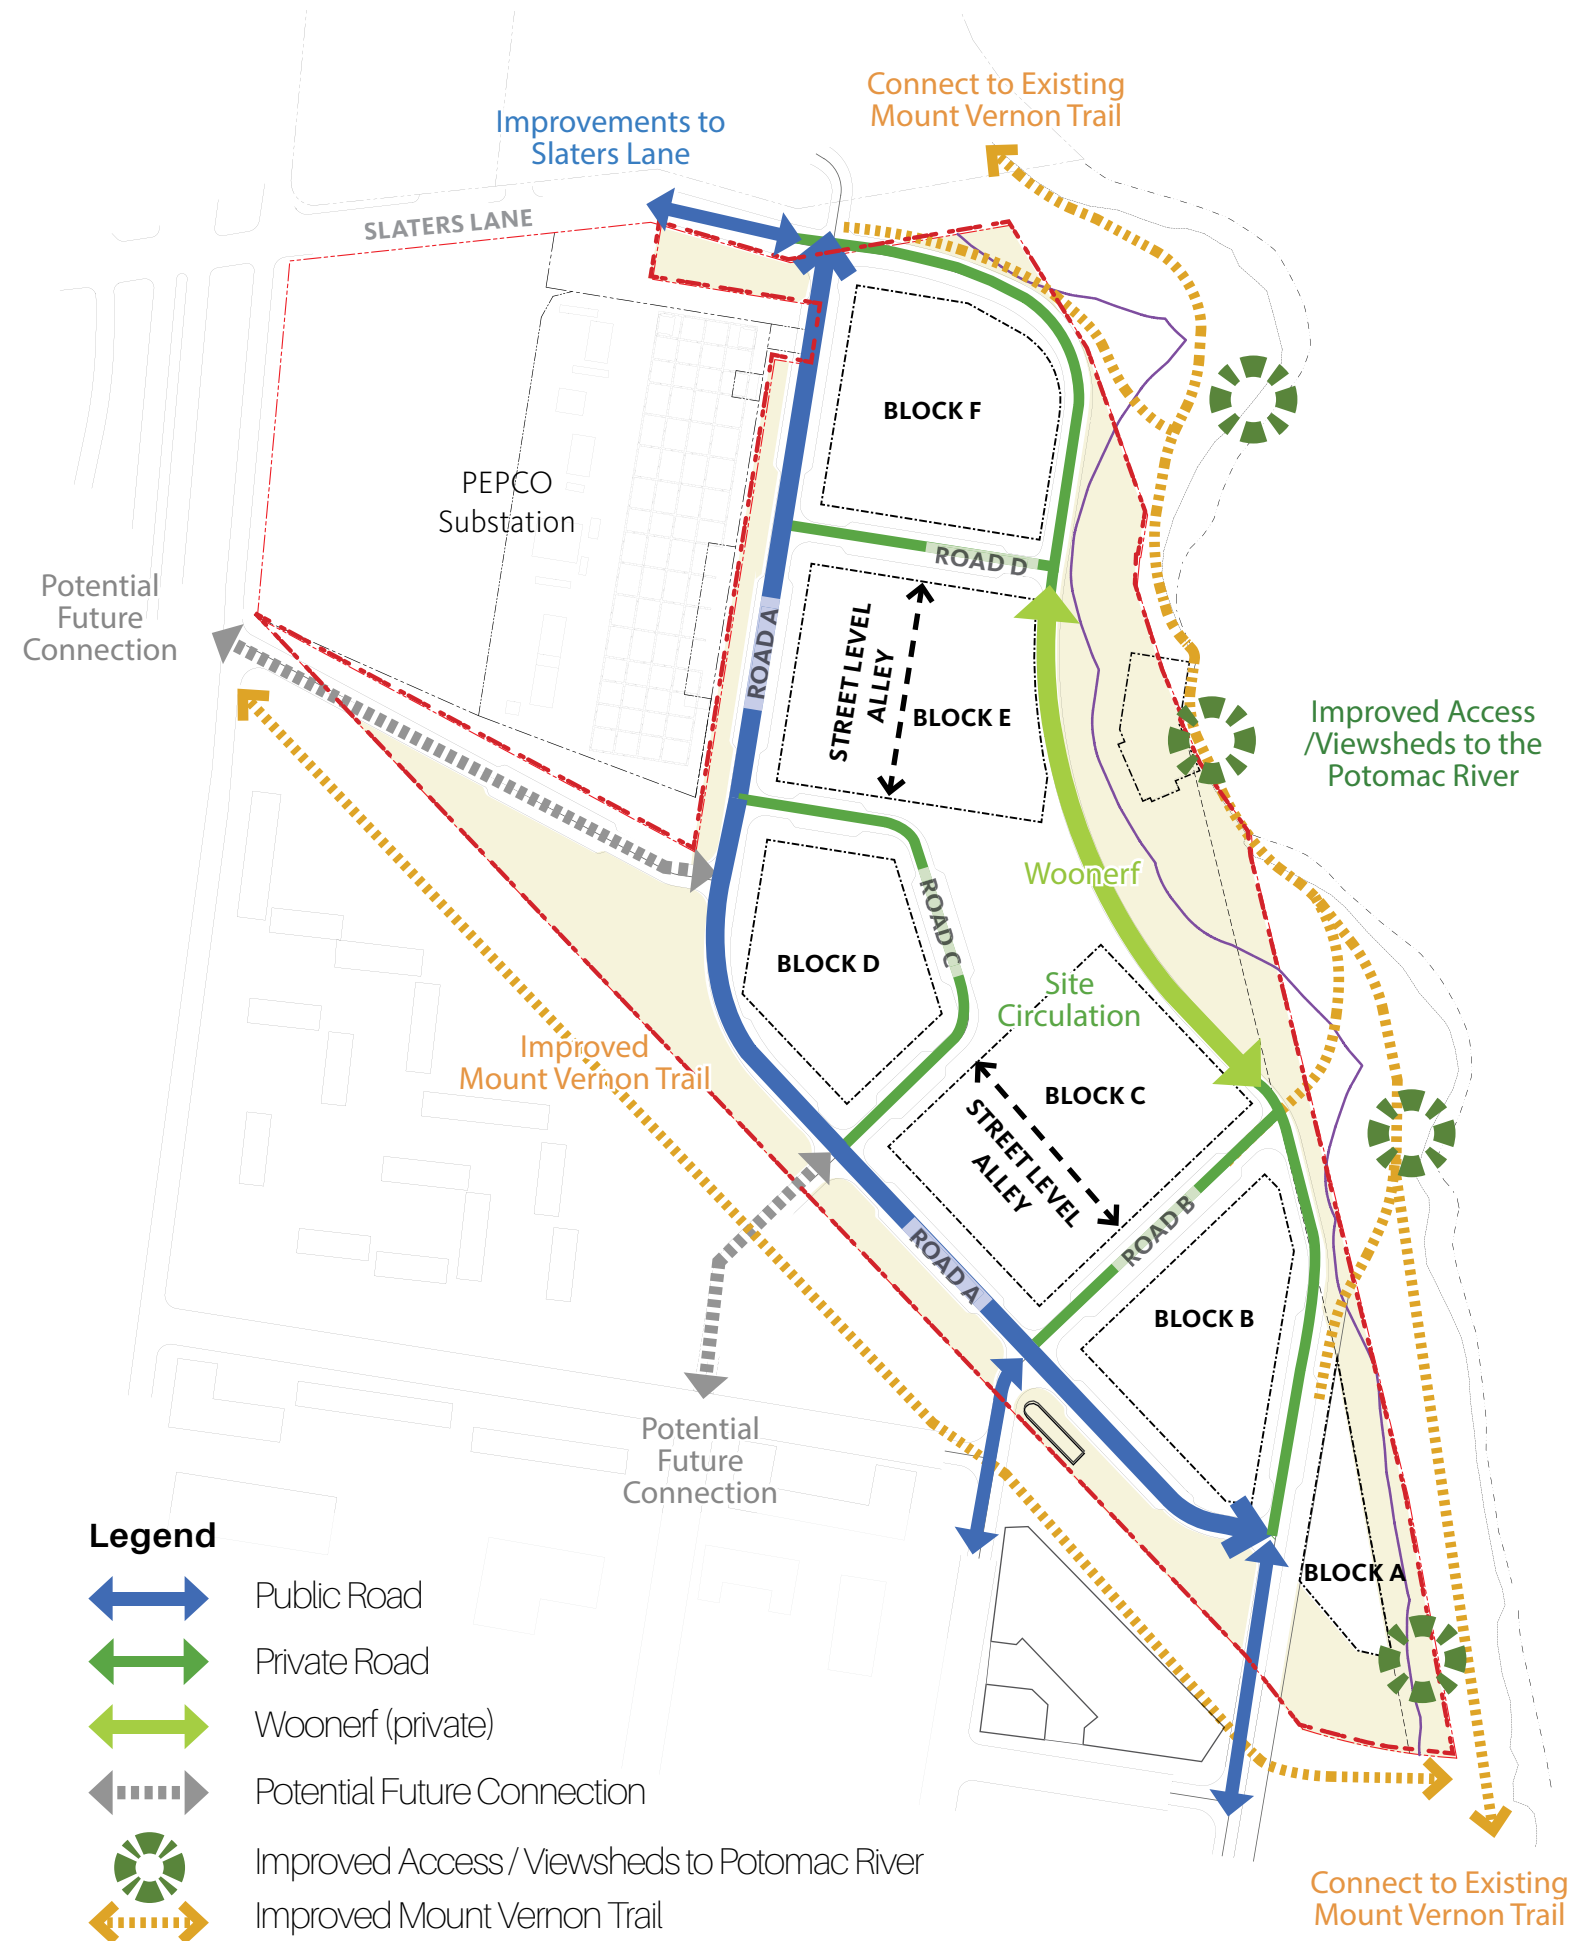 Connect to Existing
Mount Vernon Trail
Improvements to
Slaters Lane
SLATERS LANE
BLOCK F
PEPCO
Substation
ROAD D
Potential
Future
Connection
ROAD A
STREET LEVEL
ALLEY
BLOCK E
Improved Access
/Viewsheds to the
Potomac River
Woonerf
ROAD C
BLOCK D
Site
Circulation
Improved
Mount Vernon Trail
BLOCK C
STREET LEVEL
ALLEY
ROAD B
ROAD A
BLOCK B
Potential
Future
Connection
BLOCK A
Legend
Public Road
Private Road
Woonerf (private)
Potential Future Connection
Improved Access / Viewsheds to Potomac River
Improved Mount Vernon Trail
Connect to Existing
Mount Vernon Trail